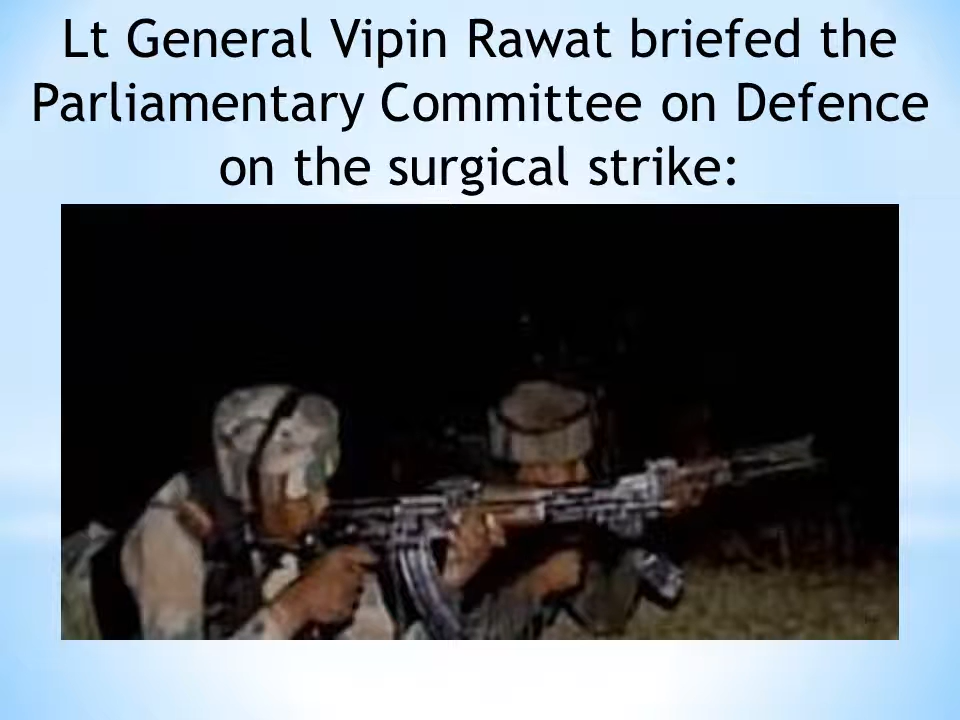 Lt General Vipin Rawat briefed the
Parliamentary Committee on Defence
on the surgical strike: